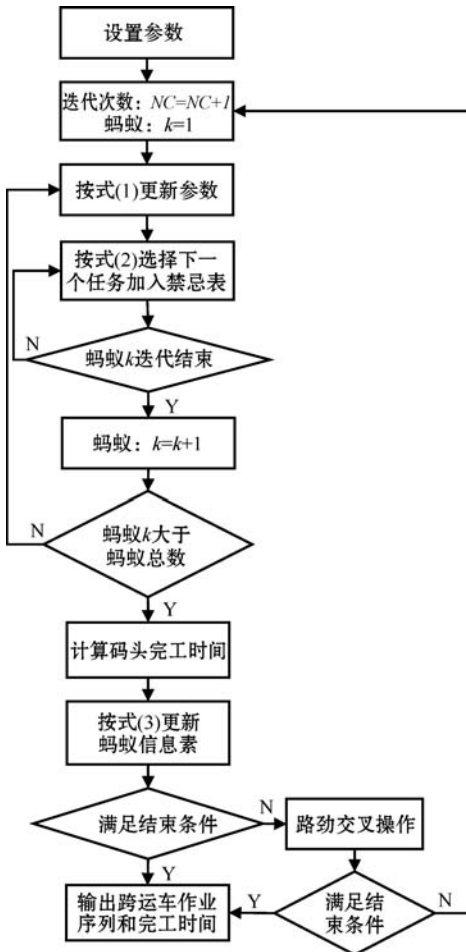 设置参数
迭代次数：NC=NC+1
蚂蚁：k=1
按式(1)更新参数
按式(2)选择下一
个任务加入禁忌表
N
蚂蚁k迭代结束
Y
蚂蚁：k=k+1
N
蚂蚁k大于
蚂蚁总数
Y
计算码头完工时间
按式(3)更新
蚂蚁信息素
满足结束条件
N
路劲交叉操作
Y
输出跨运车作业
序列和完工时间
Y
满足结
束条件
N